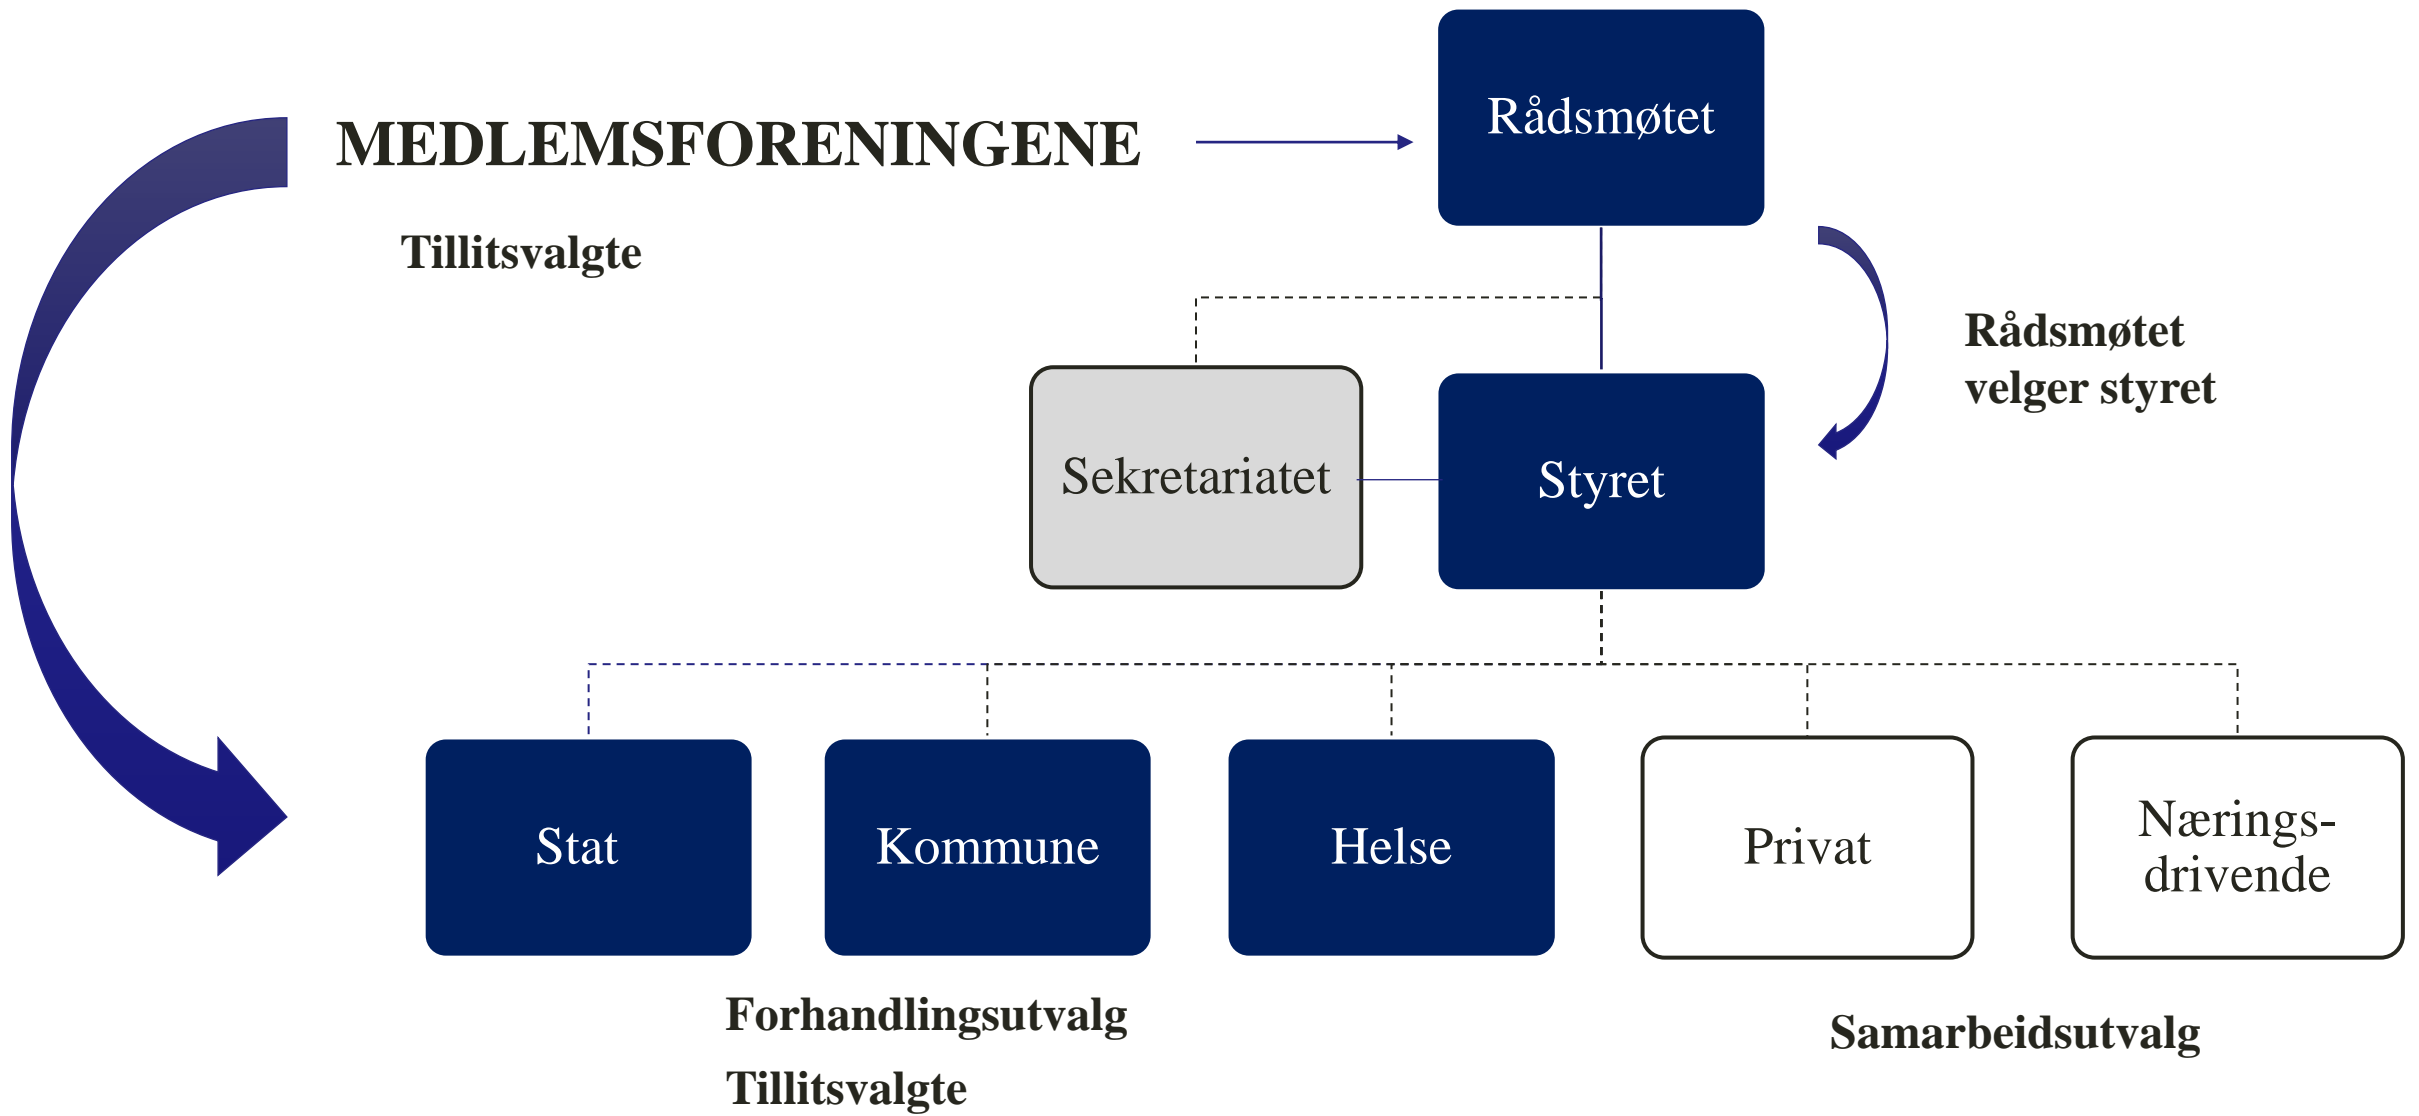 Rådsmøtet
MEDLEMSFORENINGENE
Tillitsvalgte
Rådsmøtet
velger styret
Sekretariatet
Styret
Stat
Kommune
Helse
Privat
Nærings-
drivende
Forhandlingsutvalg
Tillitsvalgte
Samarbeidsutvalg